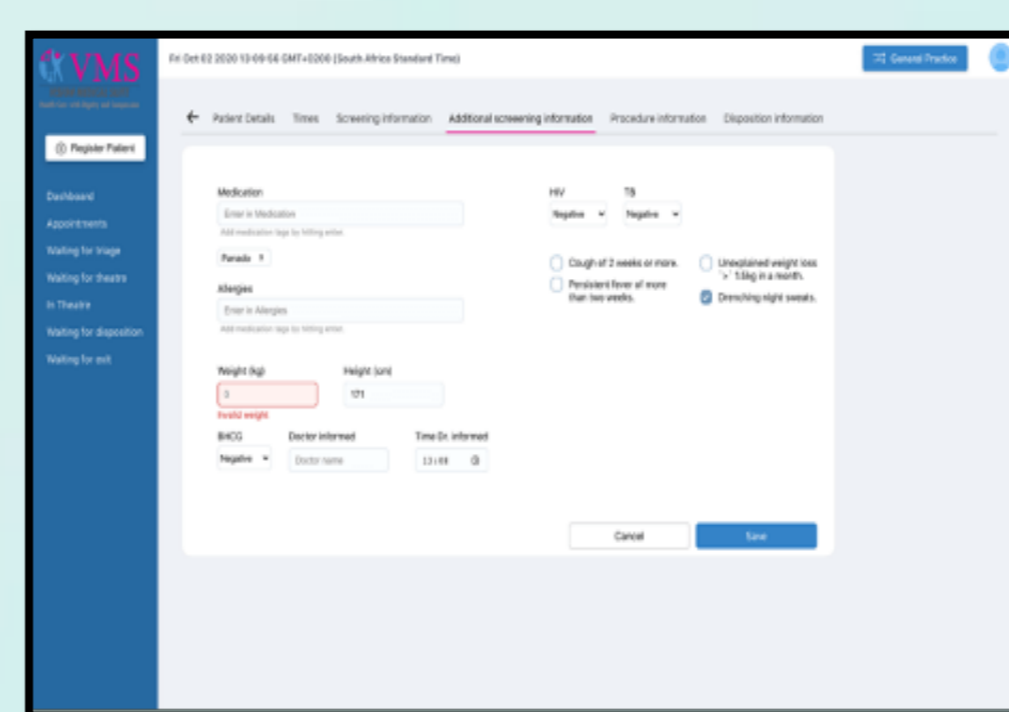 VMS
Fri Oct 02 2020 13:09:56 GMT+0200 (South Africa Standard Time)
General Practice
Register Patient
Patient Details
Times
Screening information
Additional screeening information
Procedure information
Disposition information
Dashboard
Appointments
Waiting for triage
Waiting for theatre
In Theatre
Waiting for disposition
Waiting for exit
Medication
Enter in Medication
Add medication tags by hitting enter.
Panado
Allergies
Enter in Allergies
Add medication tags by hitting enter.
Weight (kg)
Height (cm)
3
171
Invalid weight
BHCG
Doctor informed
Time Dr. informed
Negative
Doctor name
HIV
TB
Negative
Negative
Cough of 2 weeks or more.
Persistent fever of more
than two weeks.
Unexplained weight loss
`>` 1.5kg in a month.
Drenching night sweats.
Cancel
Save